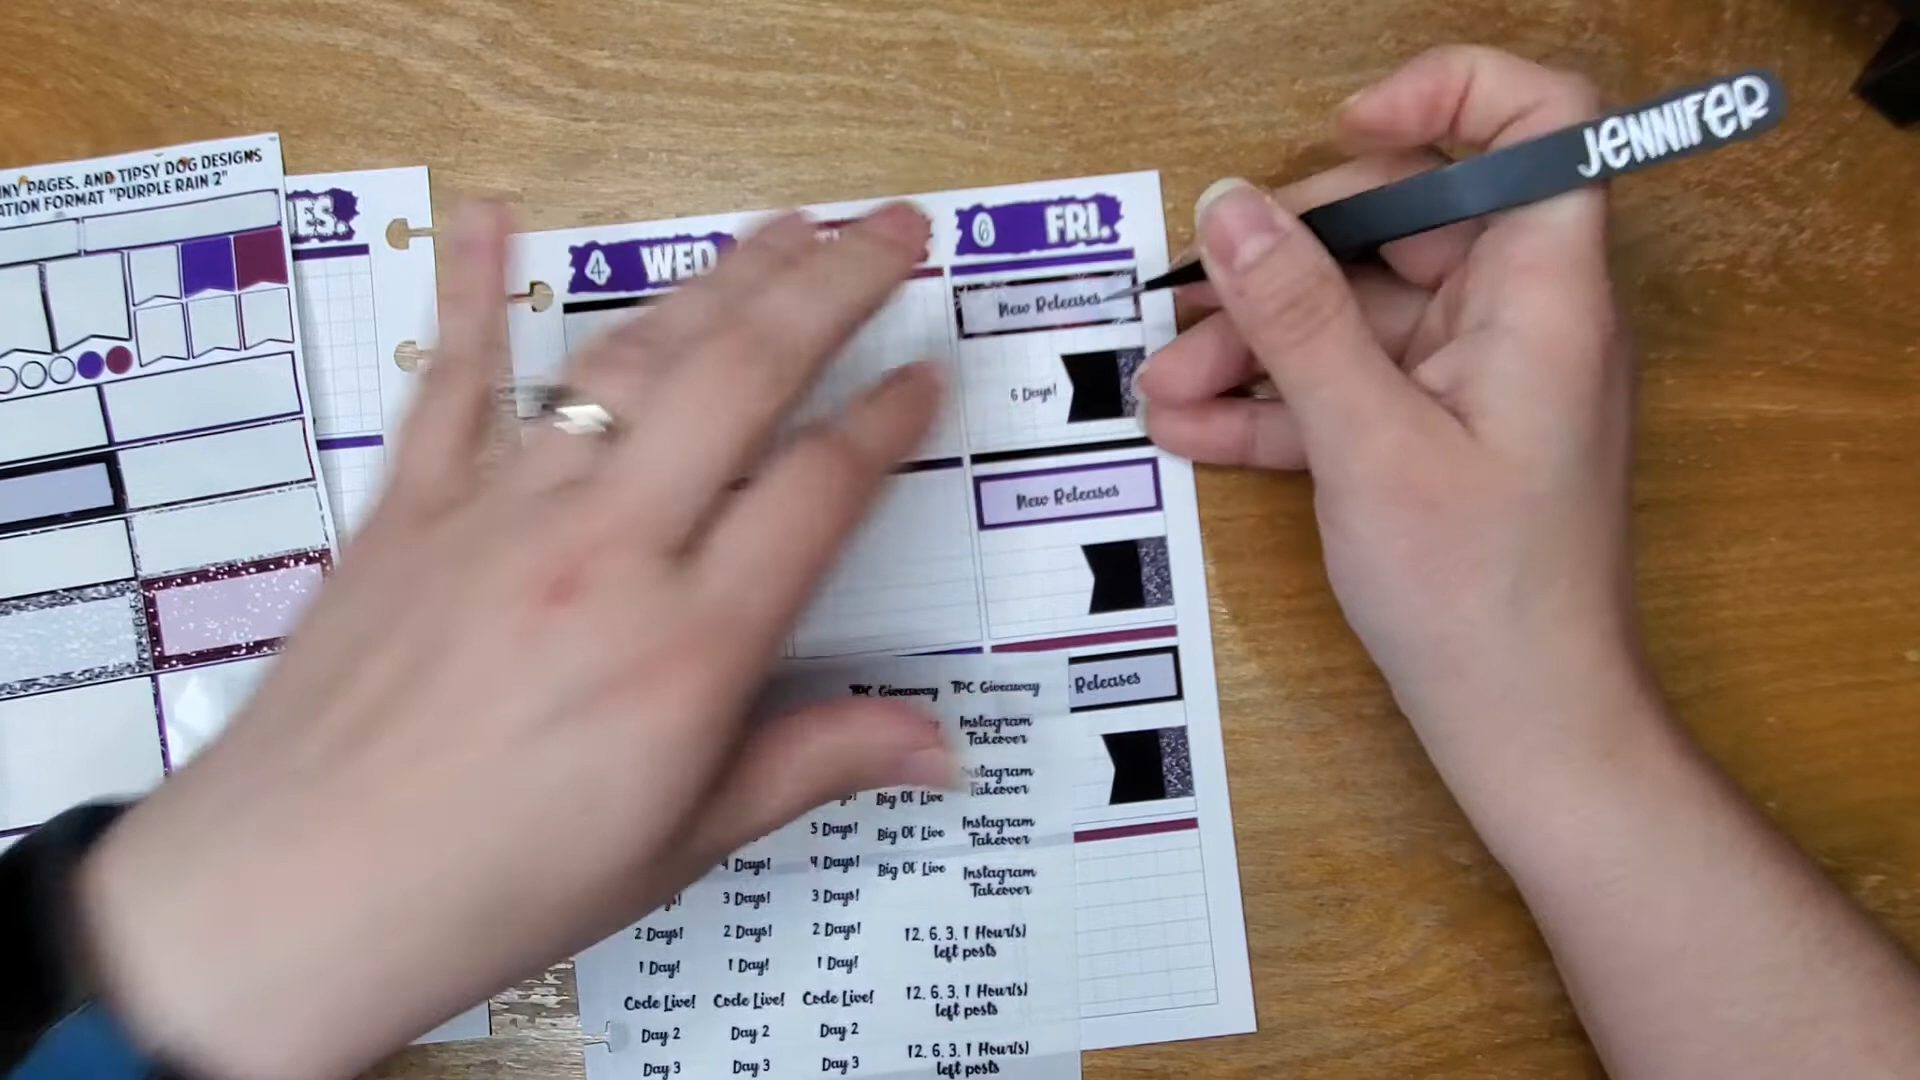 JENNIFER
NY PAGES, AND TIPSY DOG DESIGNS
ATION FORMAT "PURPLE RAIN 2"
ES.
4 WED
6 FRI.
New Releases
6 Days!
New Releases
Releases
TPC Giveaway TPC Giveaway
Instagram
Takeover
Instagram
Takeover
Big Ol' Live
5 Days! Big Ol' Live Instagram
Takeover
4 Days! 4 Days! Big Ol' Live Instagram
Takeover
3 Days! 3 Days!
2 Days! 2 Days! 2 Days! 12, 6, 3, 1 Hour(s)
left posts
1 Day! 1 Day! 1 Day!
Code Live! Code Live! Code Live! 12, 6, 3, 1 Hour(s)
left posts
Day 2 Day 2 Day 2
Day 3 Day 3 Day 3 12, 6, 3, 1 Hour(s)
left posts